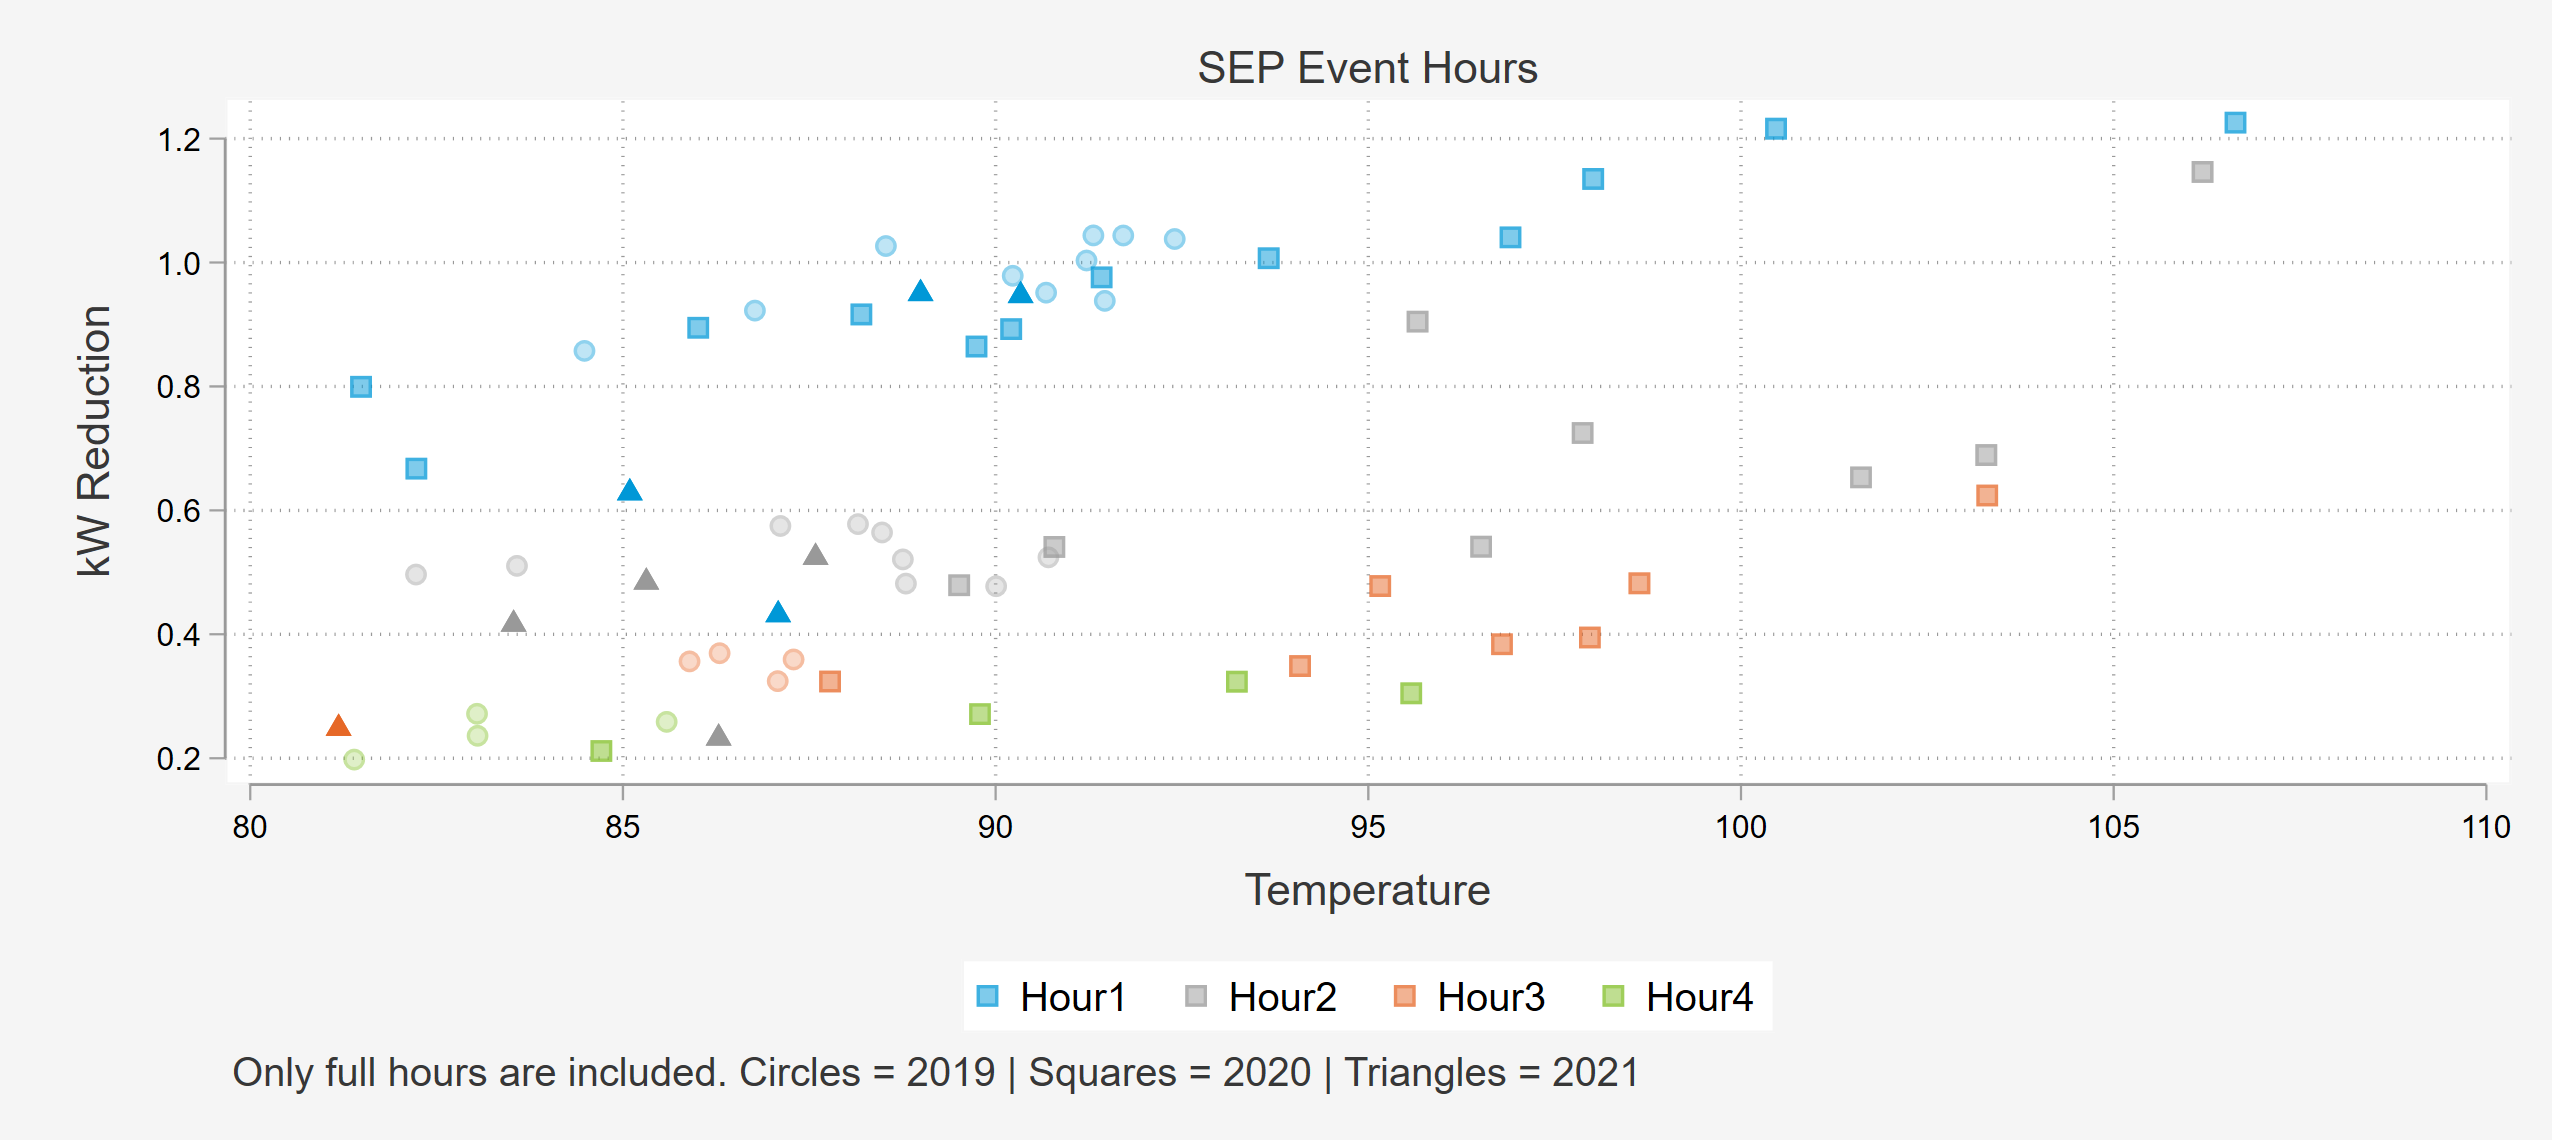 SEP Event Hours
kW Reduction
1.2
1.0
0.8
0.6
0.4
0.2
80 85 90 95 100 105 110
Temperature
Hour1 Hour2 Hour3 Hour4
Only full hours are included. Circles = 2019 | Squares = 2020 | Triangles = 2021